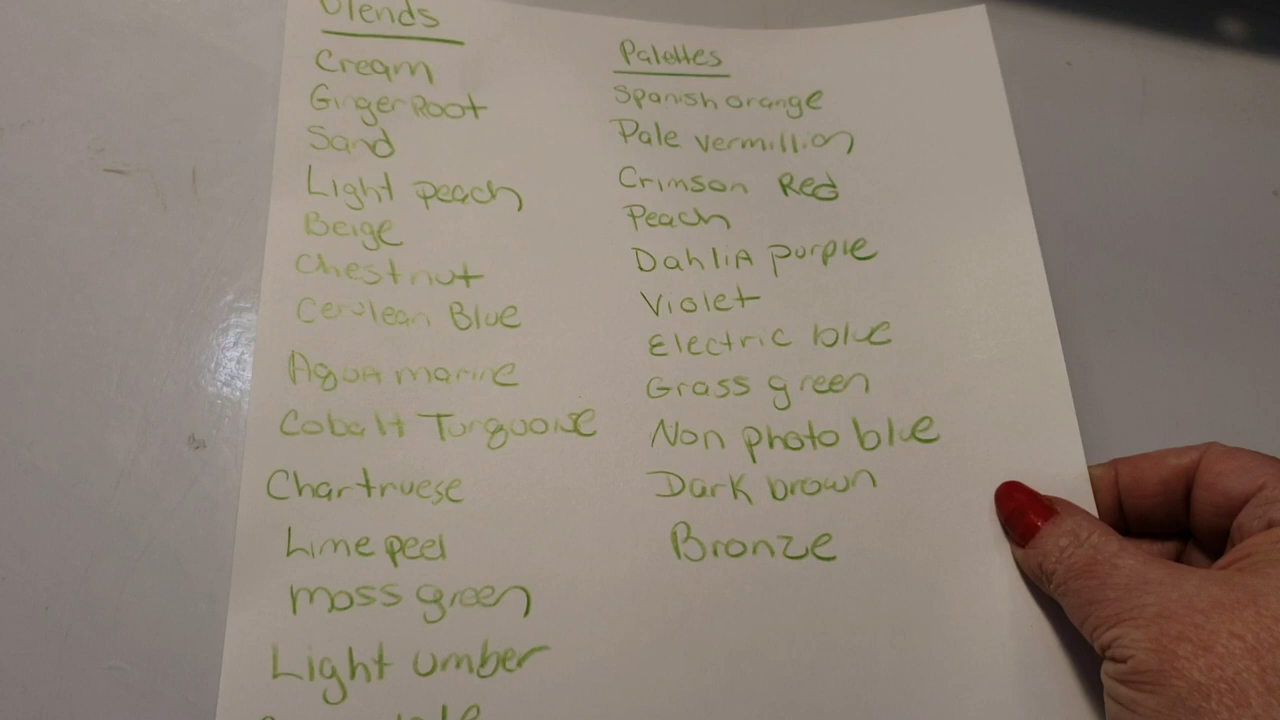 Blends
Cream
Ginger Root
Sand
Light peach
Beige
Chestnut
Cerulean Blue
Aqua marine
Cobalt Turquoise
Chartruese
Lime peel
moss green
Light umber
Palettes
Spanish orange
Pale vermillion
Crimson Red
Peach
Dahlia purple
Violet
Electric blue
Grass green
Non photo blue
Dark brown
Bronze